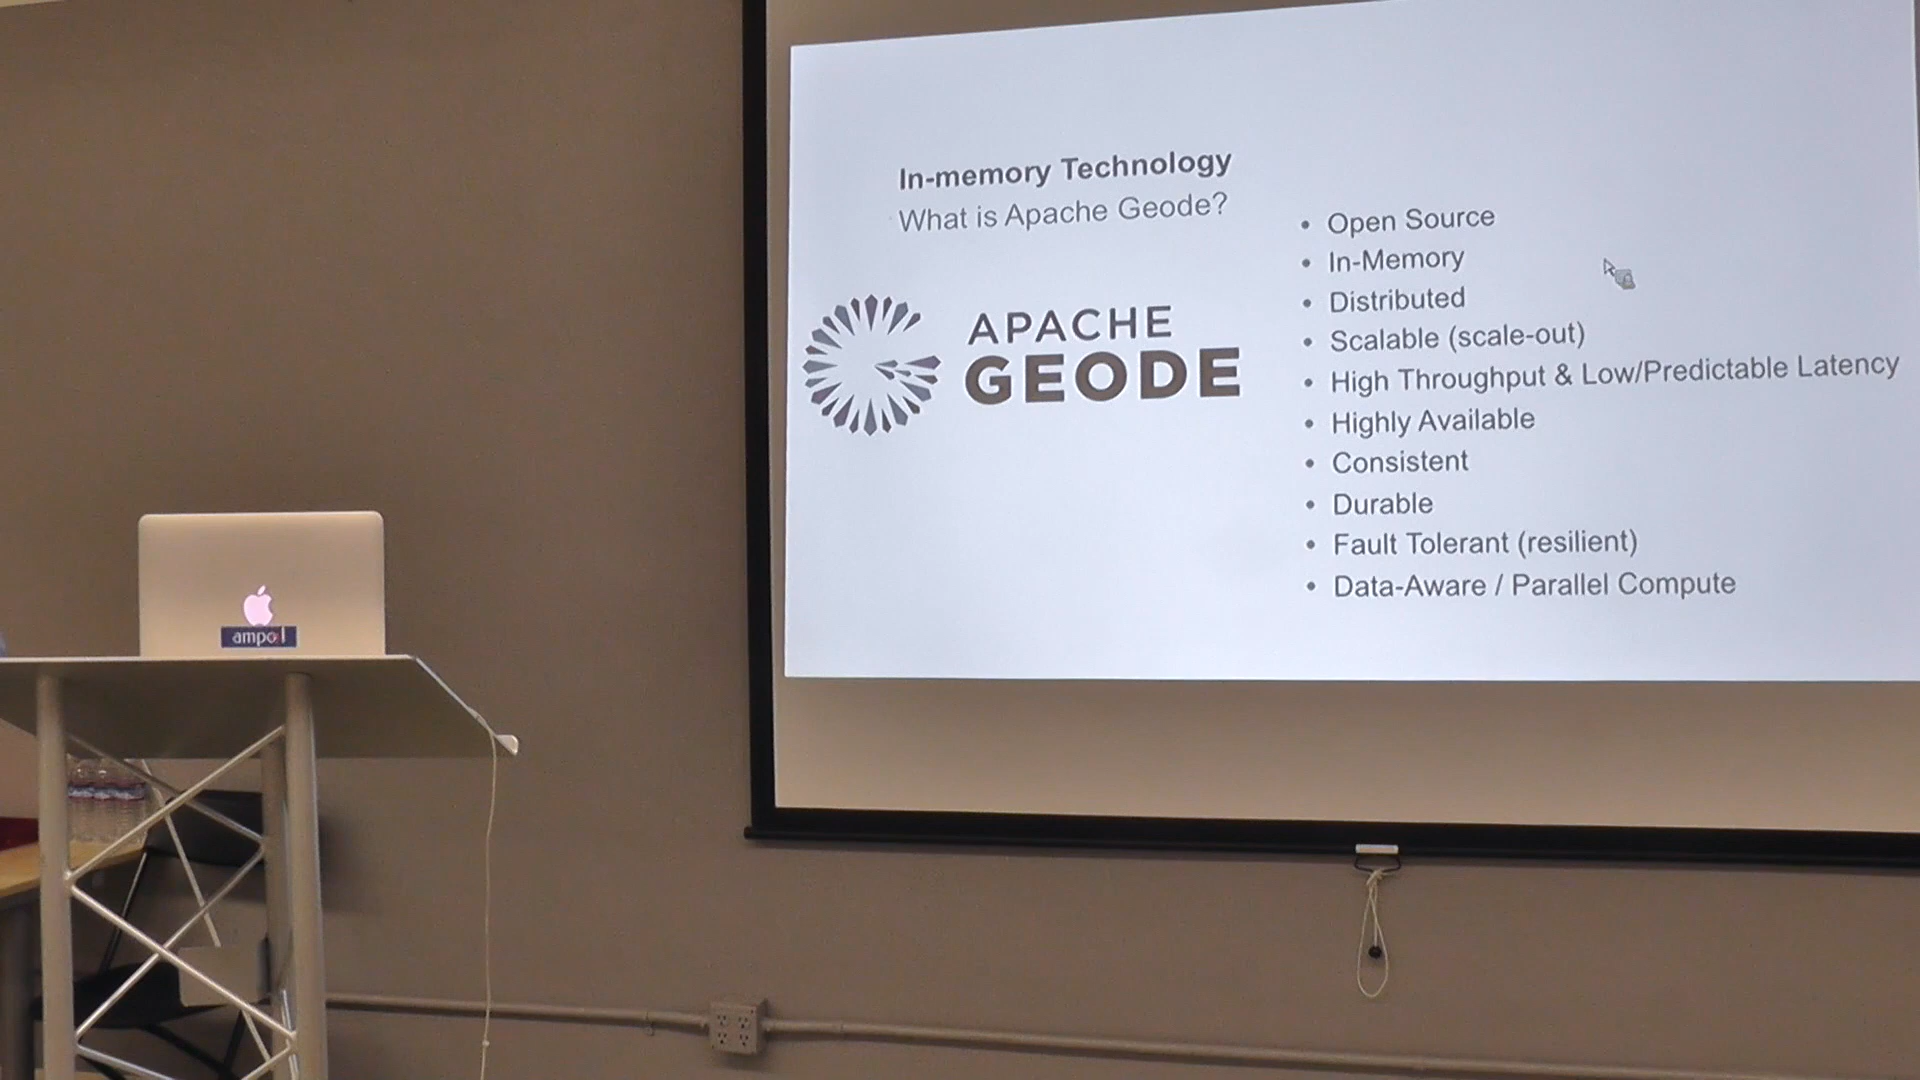 In-memory Technology
What is Apache Geode?
APACHE
GEODE
• Open Source
• In-Memory
• Distributed
• Scalable (scale-out)
• High Throughput & Low/Predictable Latency
• Highly Available
• Consistent
• Durable
• Fault Tolerant (resilient)
• Data-Aware / Parallel Compute
ampool